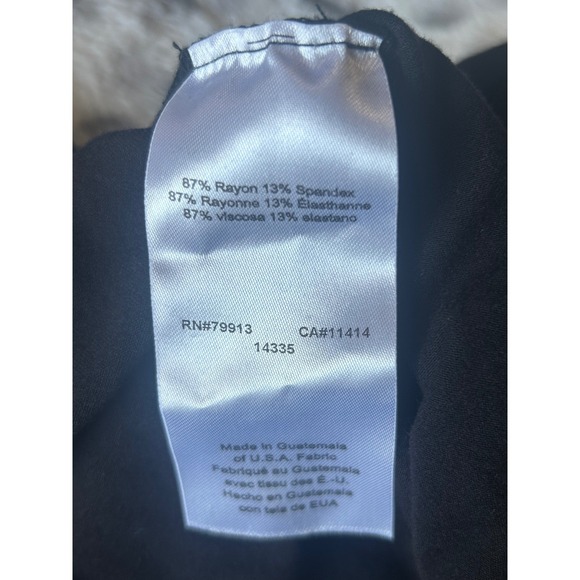 87% Rayon 13% Spandex
87% Rayonne 13% Élasthanne
87% viscosa 13% elastano
RN#79913 CA#11414
14335
Made in Guatemala
of U.S.A. Fabric
Fabriqué au Guatemala
avec tissu des É.-U.
Hecho en Guatemala
con tela de EUA